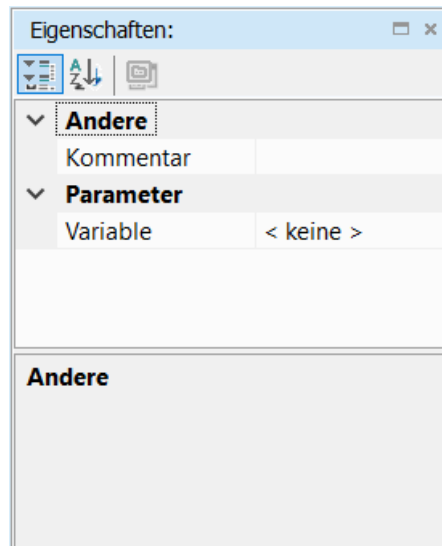 Eigenschaften:
Andere
Kommentar
Parameter
Variable < keine >
Andere